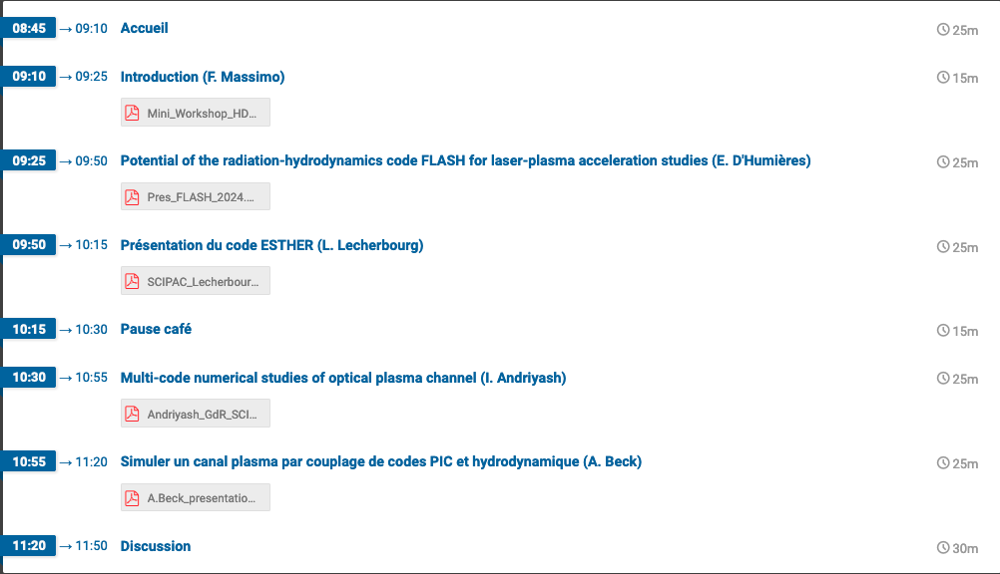 08:45 → 09:10 Accueil 25m
09:10 → 09:25 Introduction (F. Massimo) 15m
Mini_Workshop_HD...
09:25 → 09:50 Potential of the radiation-hydrodynamics code FLASH for laser-plasma acceleration studies (E. D'Humières) 25m
Pres_FLASH_2024....
09:50 → 10:15 Présentation du code ESTHER (L. Lecherbourg) 25m
SCIPAC_Lecherbour...
10:15 → 10:30 Pause café 15m
10:30 → 10:55 Multi-code numerical studies of optical plasma channel (I. Andriyash) 25m
Andriyash_GdR_SCI...
10:55 → 11:20 Simuler un canal plasma par couplage de codes PIC et hydrodynamique (A. Beck) 25m
A.Beck_presentatio...
11:20 → 11:50 Discussion 30m